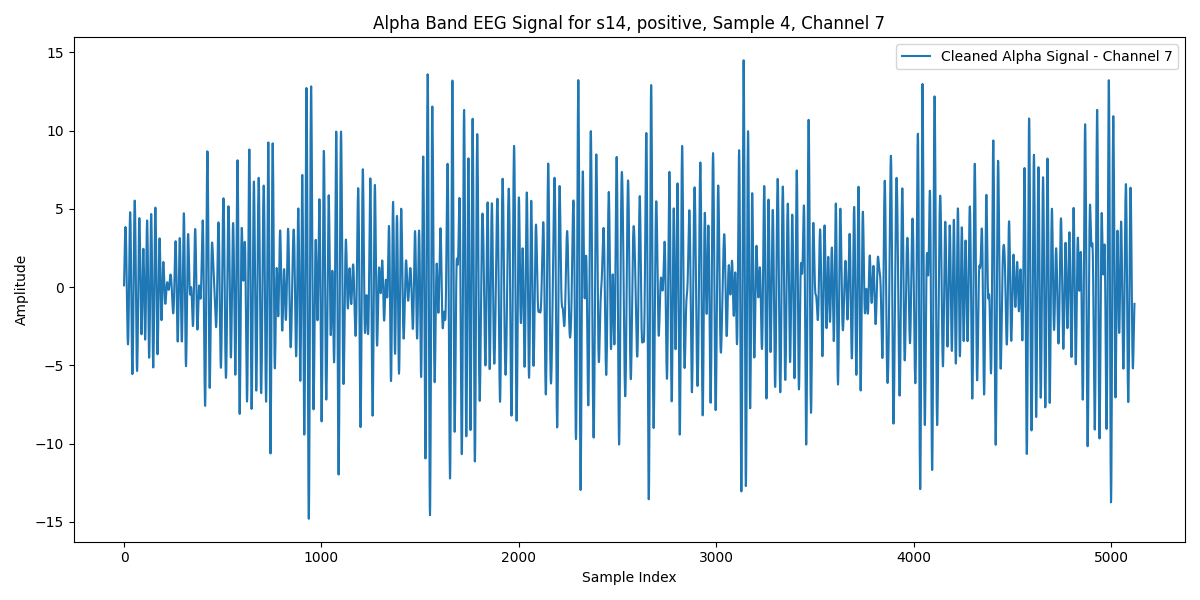 Alpha Band EEG Signal for s14, positive, Sample 4, Channel 7
Cleaned Alpha Signal - Channel 7
Amplitude
15
10
5
0
−5
−10
−15
0 1000 2000 3000 4000 5000
Sample Index